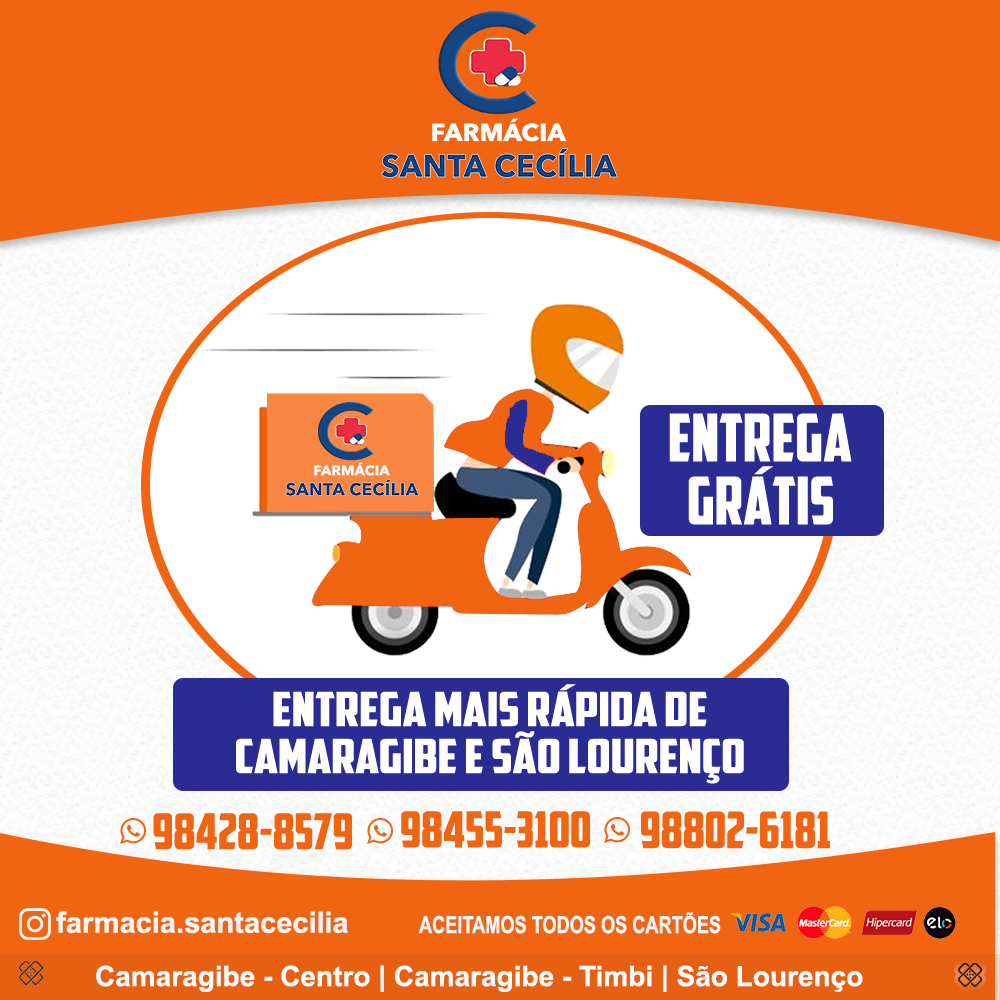 FARMÁCIA
SANTA CECÍLIA
FARMÁCIA
SANTA CECÍLIA
ENTREGA
GRÁTIS
ENTREGA MAIS RÁPIDA DE
CAMARAGIBE E SÃO LOURENÇO
98428-8579 98455-3100 98802-6181
farmacia.santacecilia ACEITAMOS TODOS OS CARTÕES VISA MasterCard Hipercard elo
Camaragibe - Centro | Camaragibe - Timbi | São Lourenço